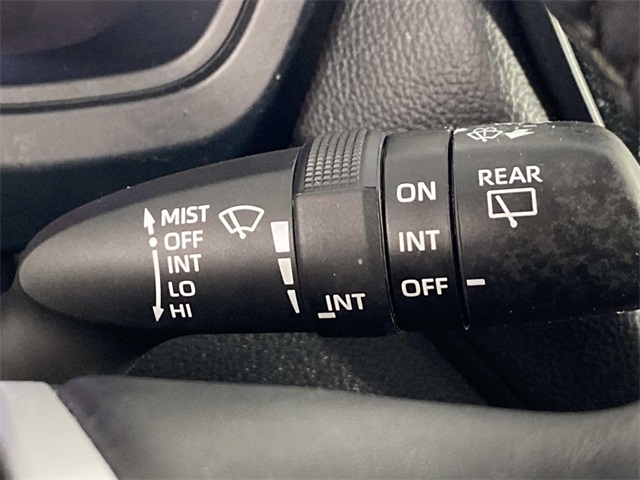 MIST
OFF
INT
LO
HI
INT
ON
INT
OFF
REAR